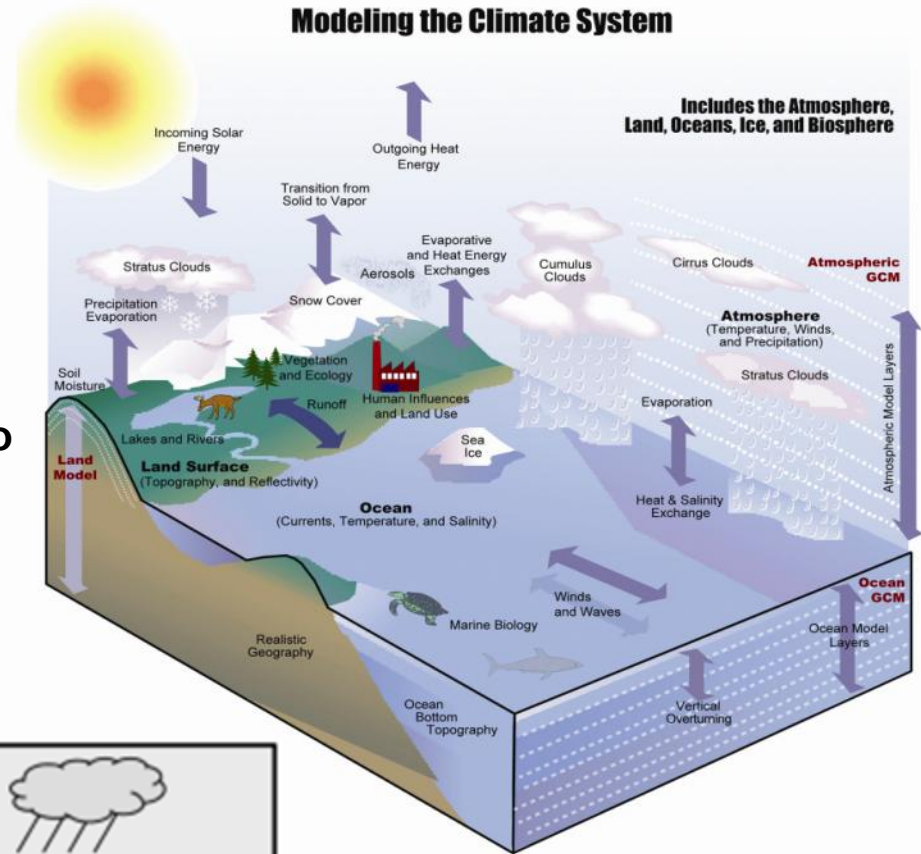 Modeling the Climate System
Includes the Atmosphere,
Land, Oceans, Ice, and Biosphere
Incoming Solar
Energy
Outgoing Heat
Energy
Transition from
Solid to Vapor
Evaporative
and Heat Energy
Exchanges
Stratus Clouds
Aerosols
Cumulus
Clouds
Cirrus Clouds
Atmospheric
GCM
Precipitation
Evaporation
Snow Cover
Atmosphere
(Temperature, Winds,
and Precipitation)
Soil
Moisture
Vegetation
and Ecology
Stratus Clouds
Human Influences
and Land Use
Runoff
Evaporation
Atmospheric Model Layers
Lakes and Rivers
Sea
Ice
Land
Model
Land Surface
(Topography, and Reflectivity)
Heat & Salinity
Exchange
Ocean
(Currents, Temperature, and Salinity)
Ocean
GCM
Winds
and Waves
Marine Biology
Ocean Model
Layers
Realistic
Geography
Ocean
Bottom
Topography
Vertical
Overturning